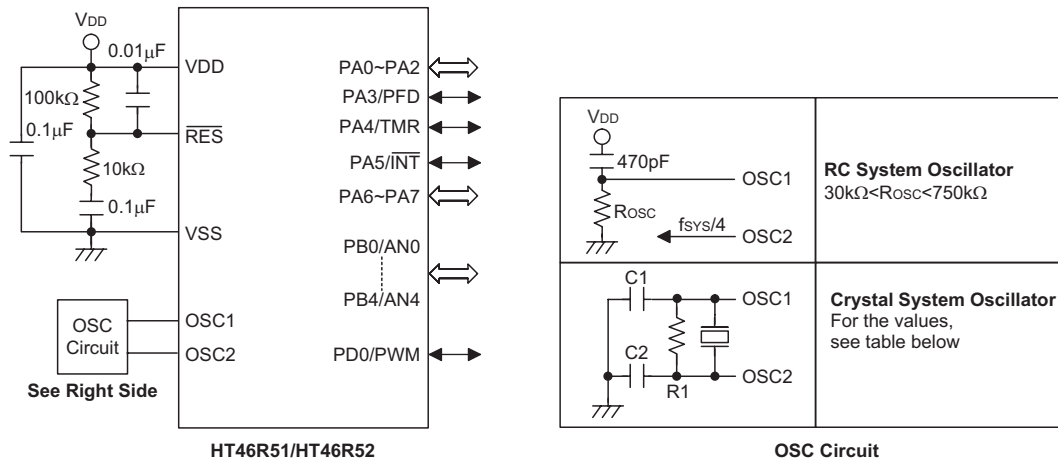 VDD
0.01μF
100kΩ
0.1μF
10kΩ
0.1μF
VDD
RES
VSS
OSC Circuit
See Right Side
OSC1
OSC2
PA0~PA2
PA3/PFD
PA4/TMR
PA5/INT
PA6~PA7
PB0/AN0
PB4/AN4
PD0/PWM
HT46R51/HT46R52
VDD
470pF
ROSC
OSC1
fSYS/4
OSC2
RC System Oscillator
30kΩ<ROSC<750kΩ
C1
C2
R1
OSC1
OSC2
Crystal System Oscillator
For the values,
see table below
OSC Circuit